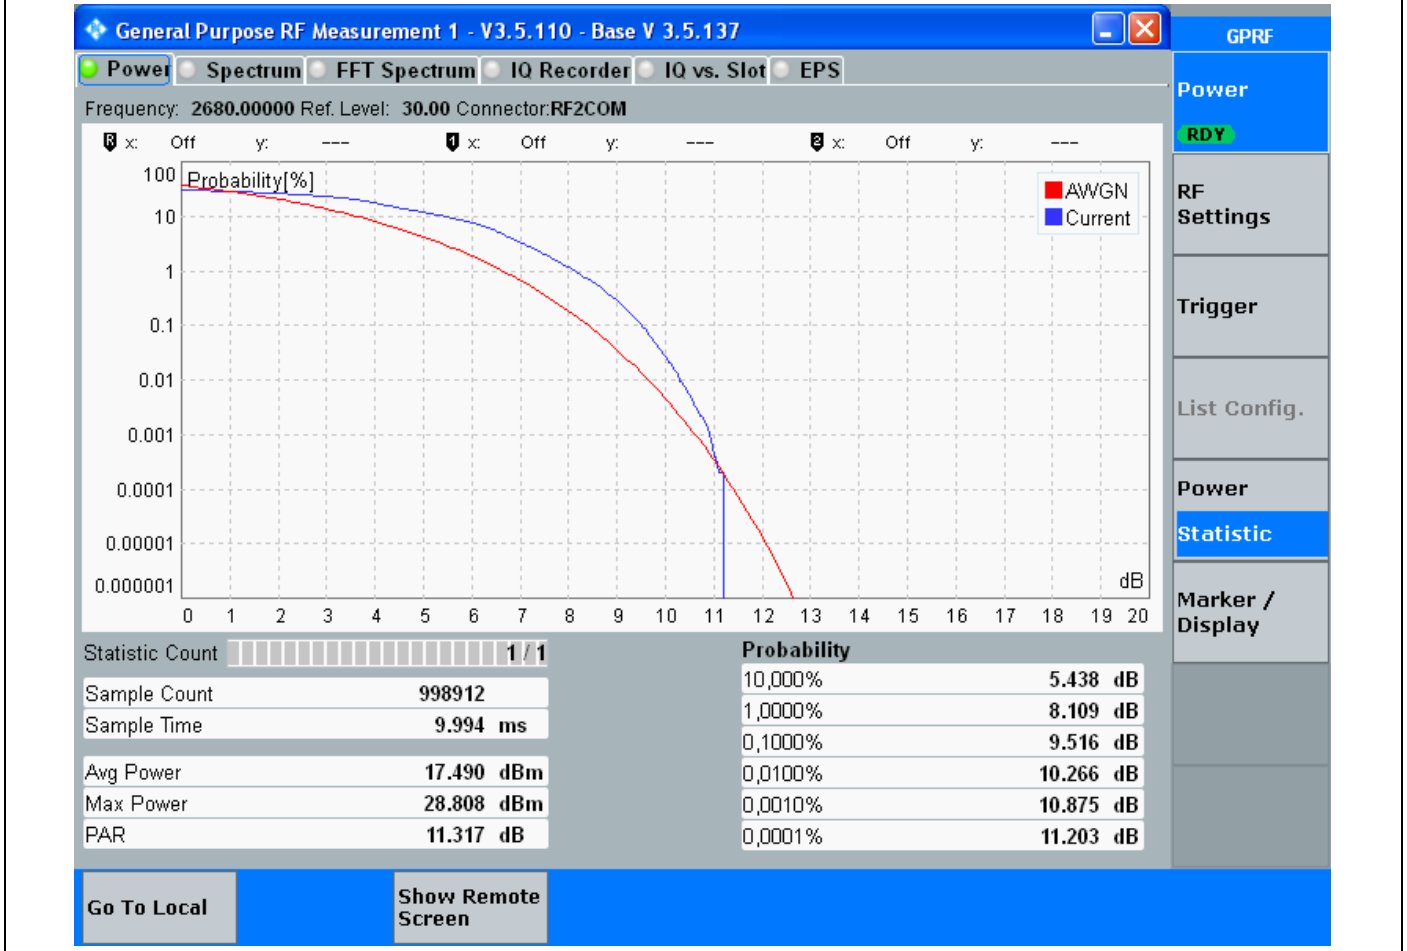 General Purpose RF Measurement 1 - V3.5.110 - Base V 3.5.137
GPRF
Power Spectrum FFT Spectrum IQ Recorder IQ vs. Slot EPS
Frequency: 2680.00000 Ref. Level: 30.00 Connector:RF2COM
R x: Off y: --- 1 x: Off y: --- 2 x: Off y: ---
Probability[%]
100
10
1
0.1
0.01
0.001
0.0001
0.00001
0.000001
AWGN
Current
dB
0 1 2 3 4 5 6 7 8 9 10 11 12 13 14 15 16 17 18 19 20
Statistic Count 1 / 1
Sample Count 998912
Sample Time 9.994 ms
Avg Power 17.490 dBm
Max Power 28.808 dBm
PAR 11.317 dB
Probability
10,000% 5.438 dB
1,0000% 8.109 dB
0,1000% 9.516 dB
0,0100% 10.266 dB
0,0010% 10.875 dB
0,0001% 11.203 dB
Power
RDY
RF
Settings
Trigger
List Config.
Power
Statistic
Marker /
Display
Go To Local
Show Remote
Screen